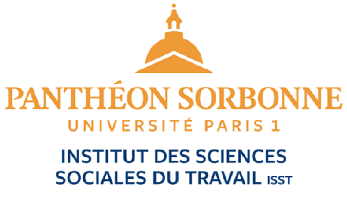 PANTHÉON SORBONNE
UNIVERSITÉ PARIS 1
INSTITUT DES SCIENCES
SOCIALES DU TRAVAIL ISST